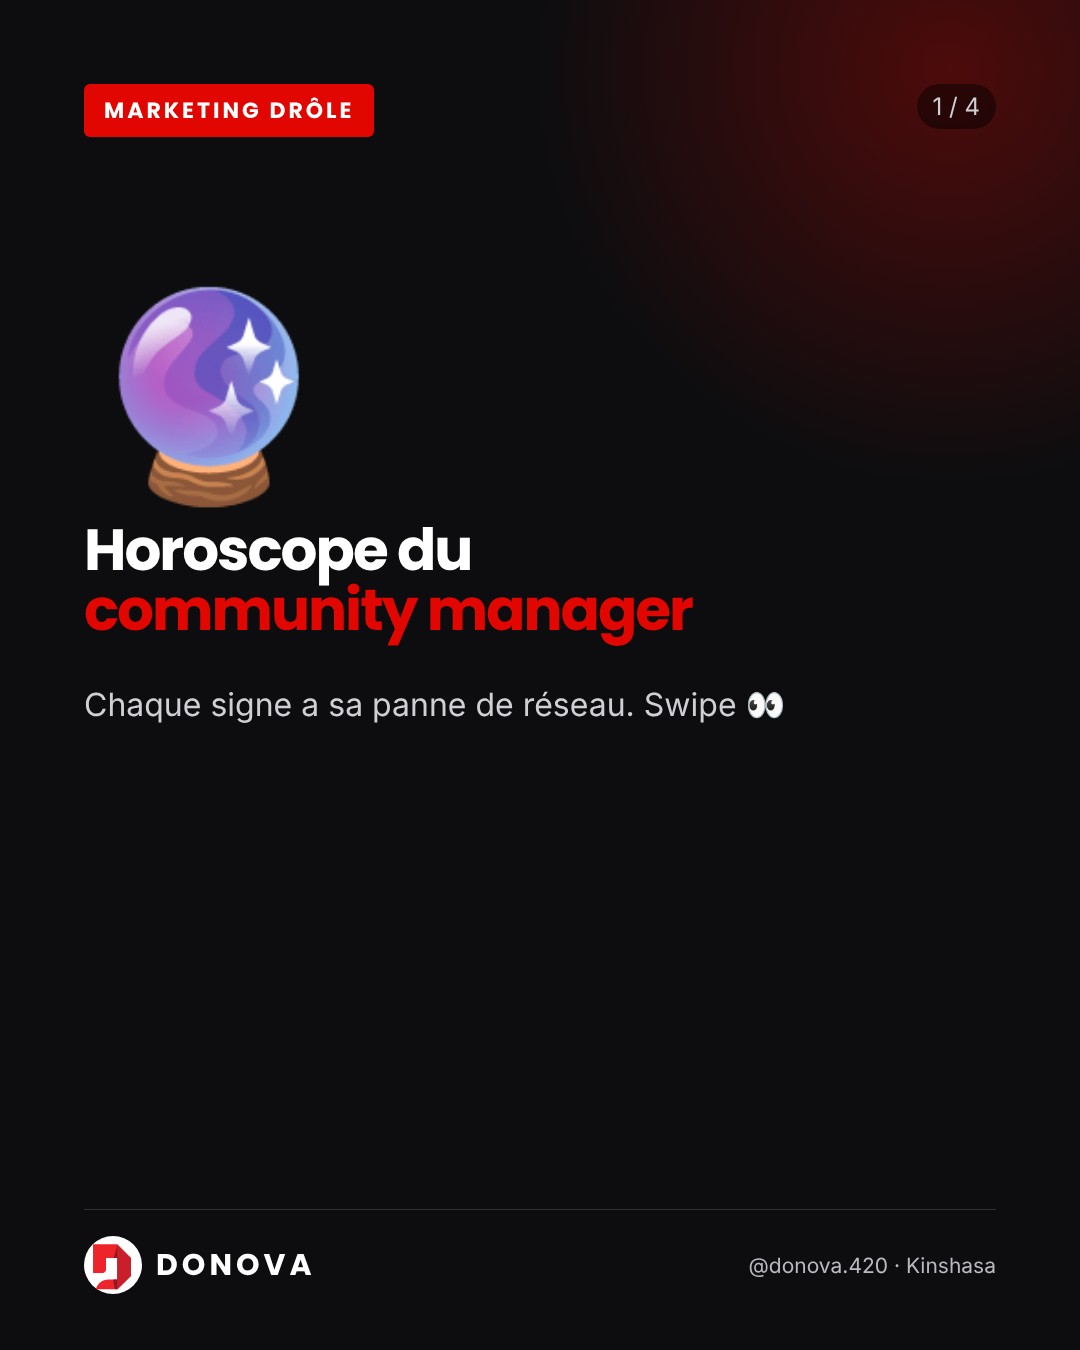 MARKETING DRÔLE
1 / 4
Horoscope du
community manager
Chaque signe a sa panne de réseau. Swipe 👀
DONOVA
@donova.420 · Kinshasa